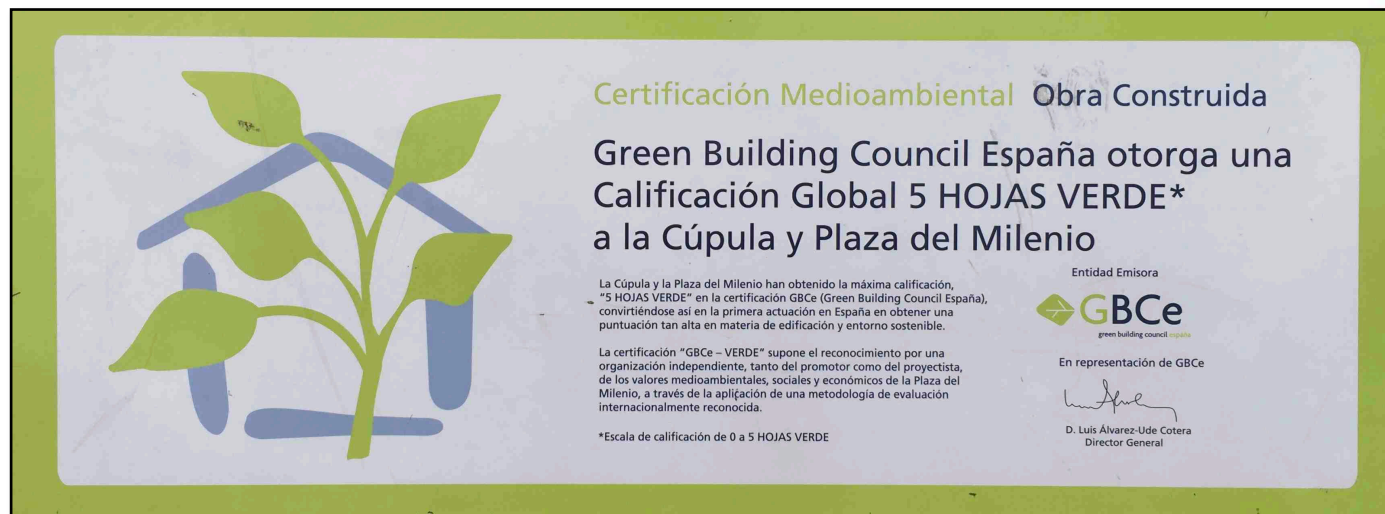 Certificación Medioambiental Obra Construida
Green Building Council España otorga una
Calificación Global 5 HOJAS VERDE*
a la Cúpula y Plaza del Milenio
La Cúpula y la Plaza del Milenio han obtenido la máxima calificación,
"5 HOJAS VERDE" en la certificación GBCe (Green Building Council España),
convirtiéndose así en la primera actuación en España en obtener una
puntuación tan alta en materia de edificación y entorno sostenible.
La certificación "GBCe – VERDE" supone el reconocimiento por una
organización independiente, tanto del promotor como del proyectista,
de los valores medioambientales, sociales y económicos de la Plaza del
Milenio, a través de la aplicación de una metodología de evaluación
internacionalmente reconocida.
*Escala de calificación de 0 a 5 HOJAS VERDE
Entidad Emisora
GBCe
green building council españa
En representación de GBCe
D. Luis Álvarez-Ude Cotera
Director General